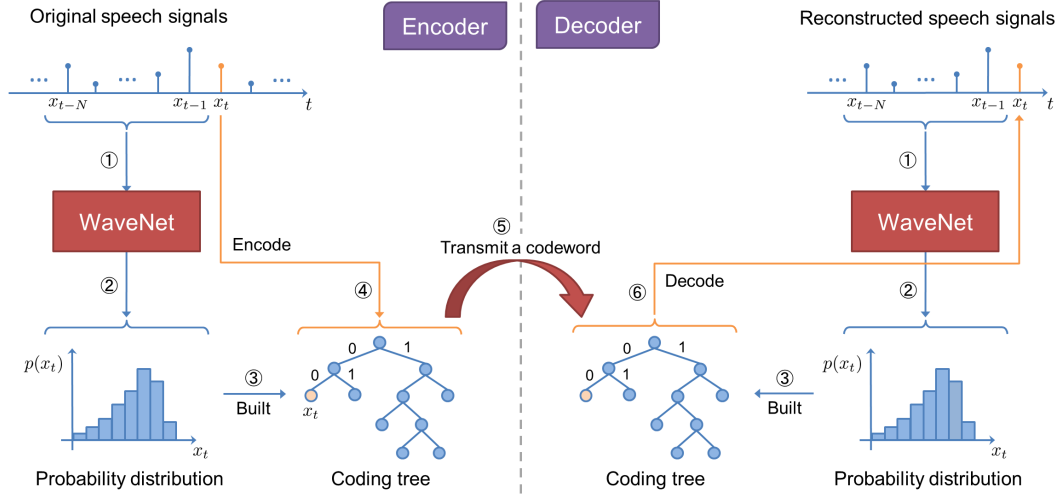 Original speech signals
Encoder
Decoder
Reconstructed speech signals
... ... ...
x_{t-N} x_{t-1} x_t t
... ...
x_{t-N} x_{t-1} x_t t
①
①
WaveNet
WaveNet
⑤
Transmit a codeword
Encode
Decode
②
④
⑥
②
p(x_t)
③
Built
x_t
0 1
0 1
x_t
0 1
0 1
③
Built
p(x_t)
x_t
Probability distribution
Coding tree
Coding tree
Probability distribution